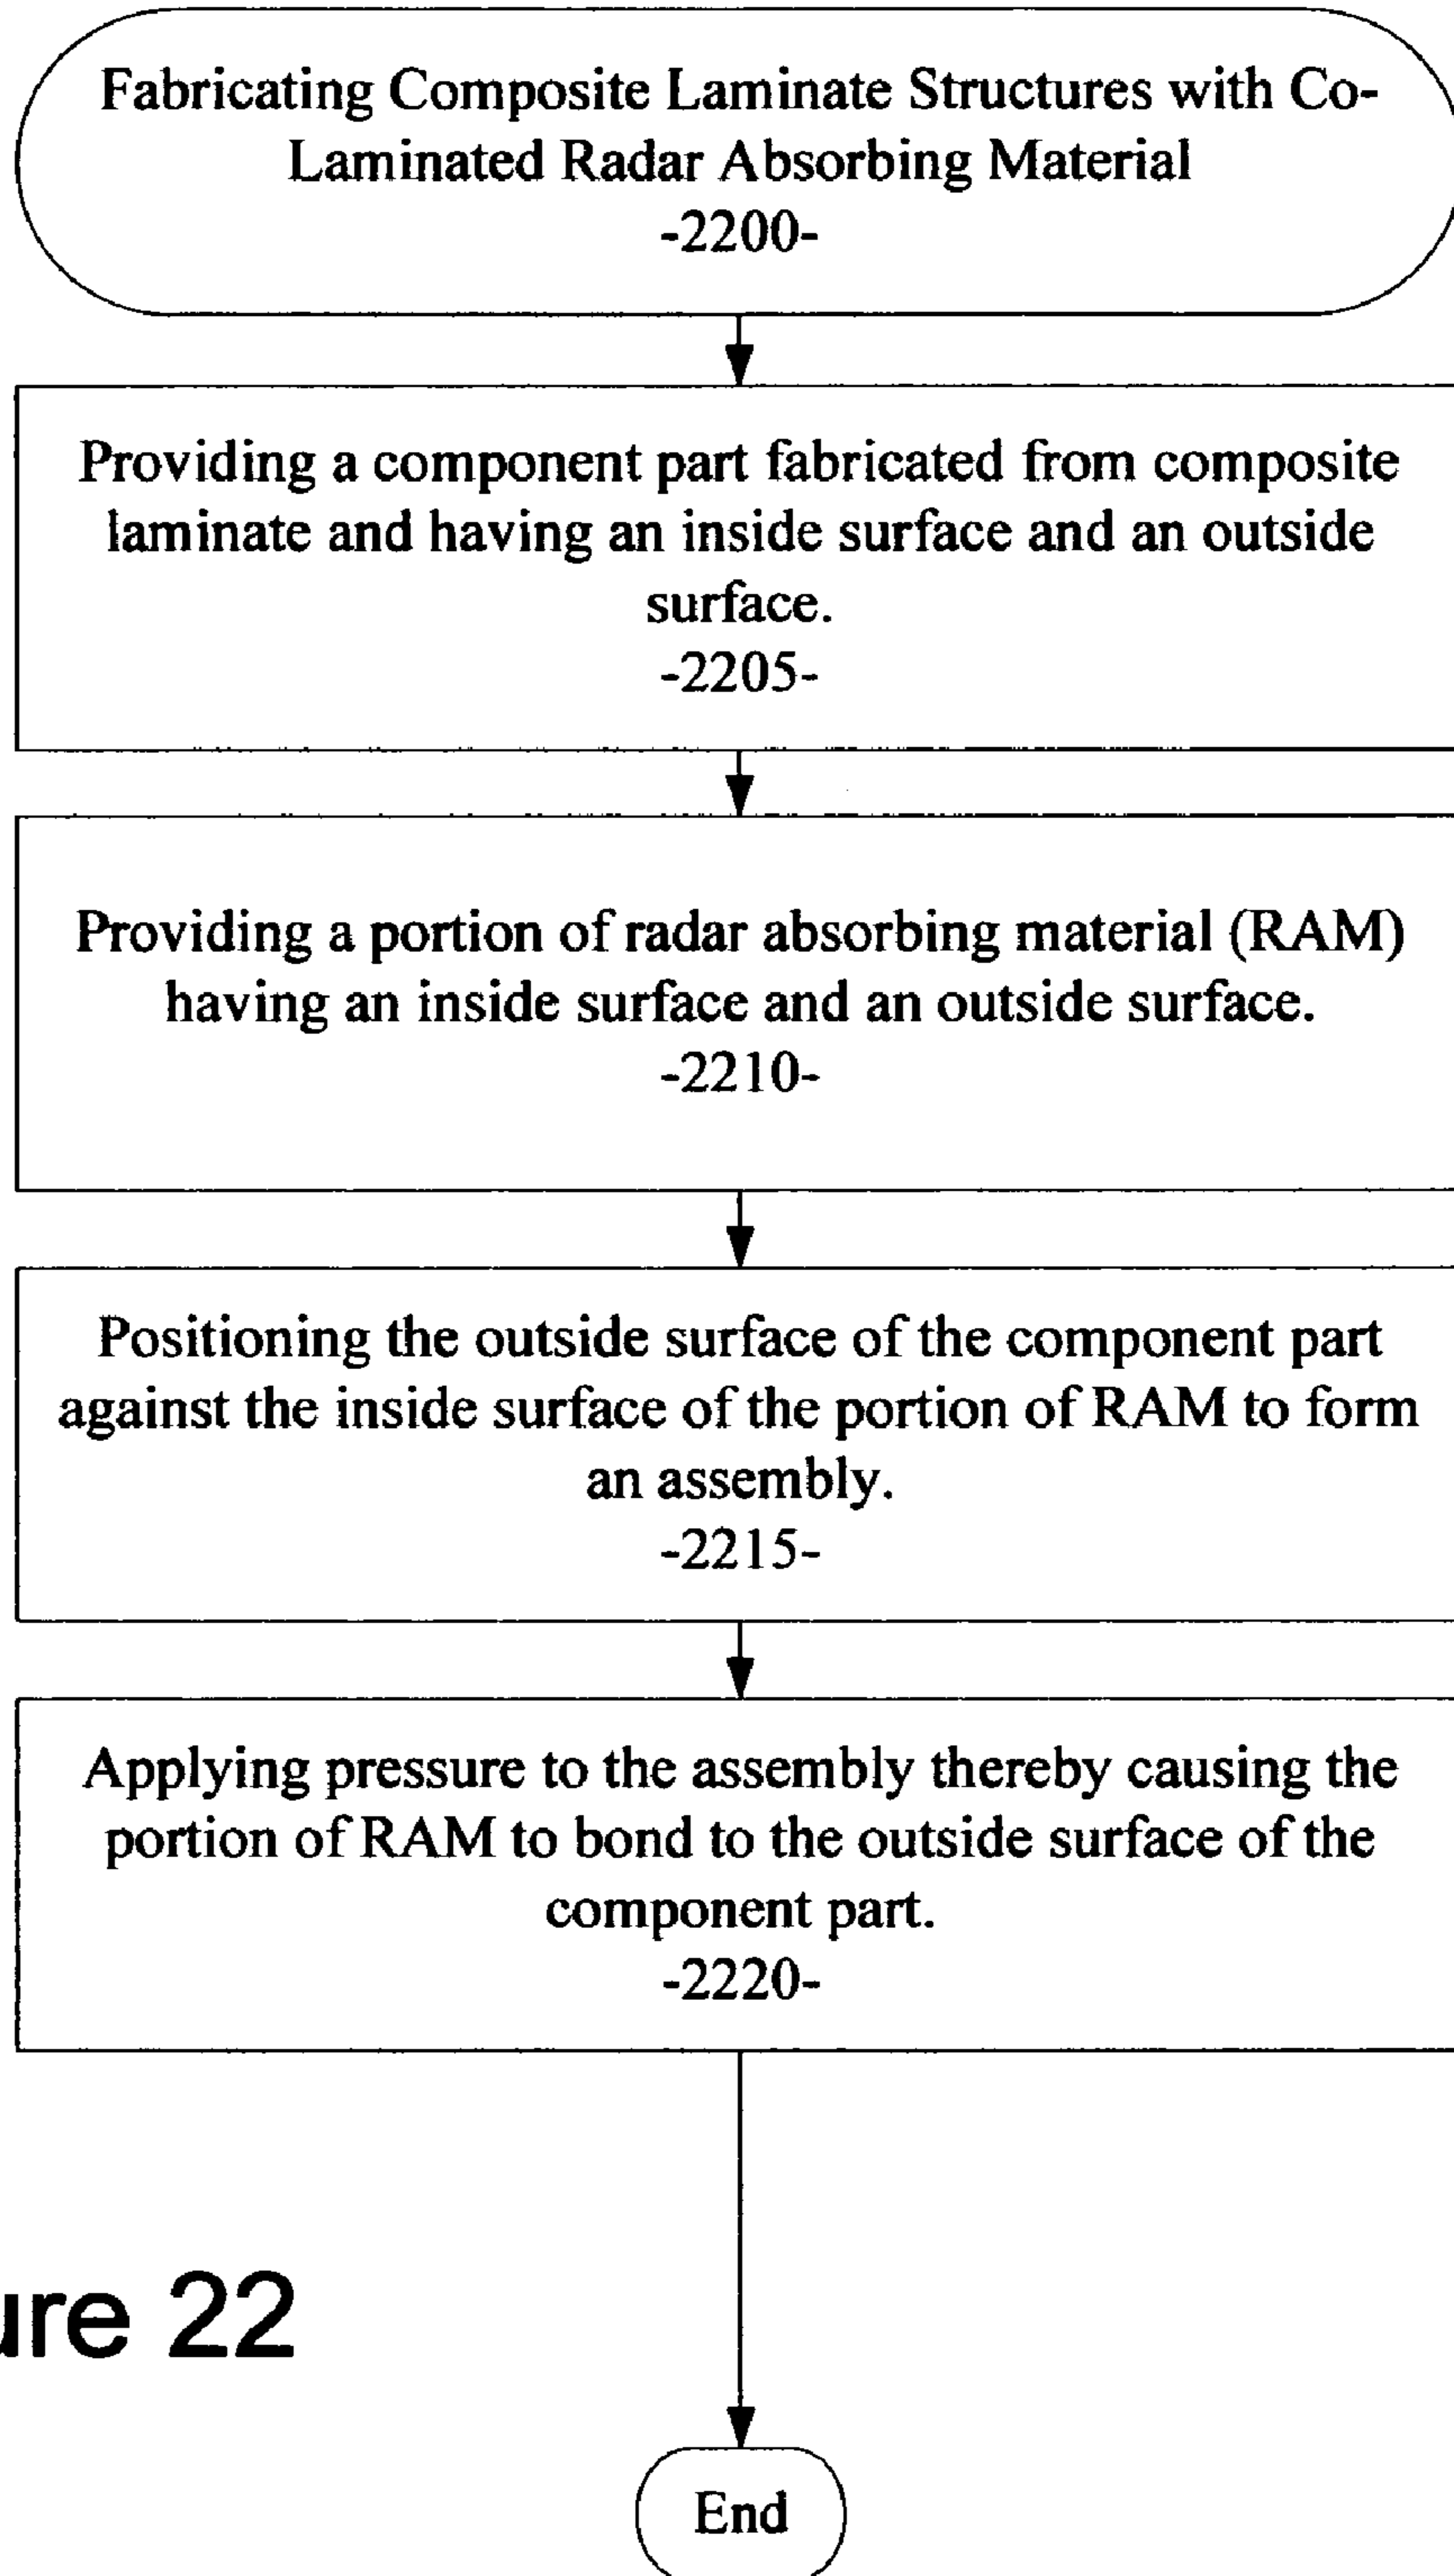 Fabricating Composite Laminate Structures with Co-
Laminated Radar Absorbing Material
-2200-
Providing a component part fabricated from composite
laminate and having an inside surface and an outside
surface.
-2205-
Providing a portion of radar absorbing material (RAM)
having an inside surface and an outside surface.
-2210-
Positioning the outside surface of the component part
against the inside surface of the portion of RAM to form
an assembly.
-2215-
Applying pressure to the assembly thereby causing the
portion of RAM to bond to the outside surface of the
component part.
-2220-
ure 22
End